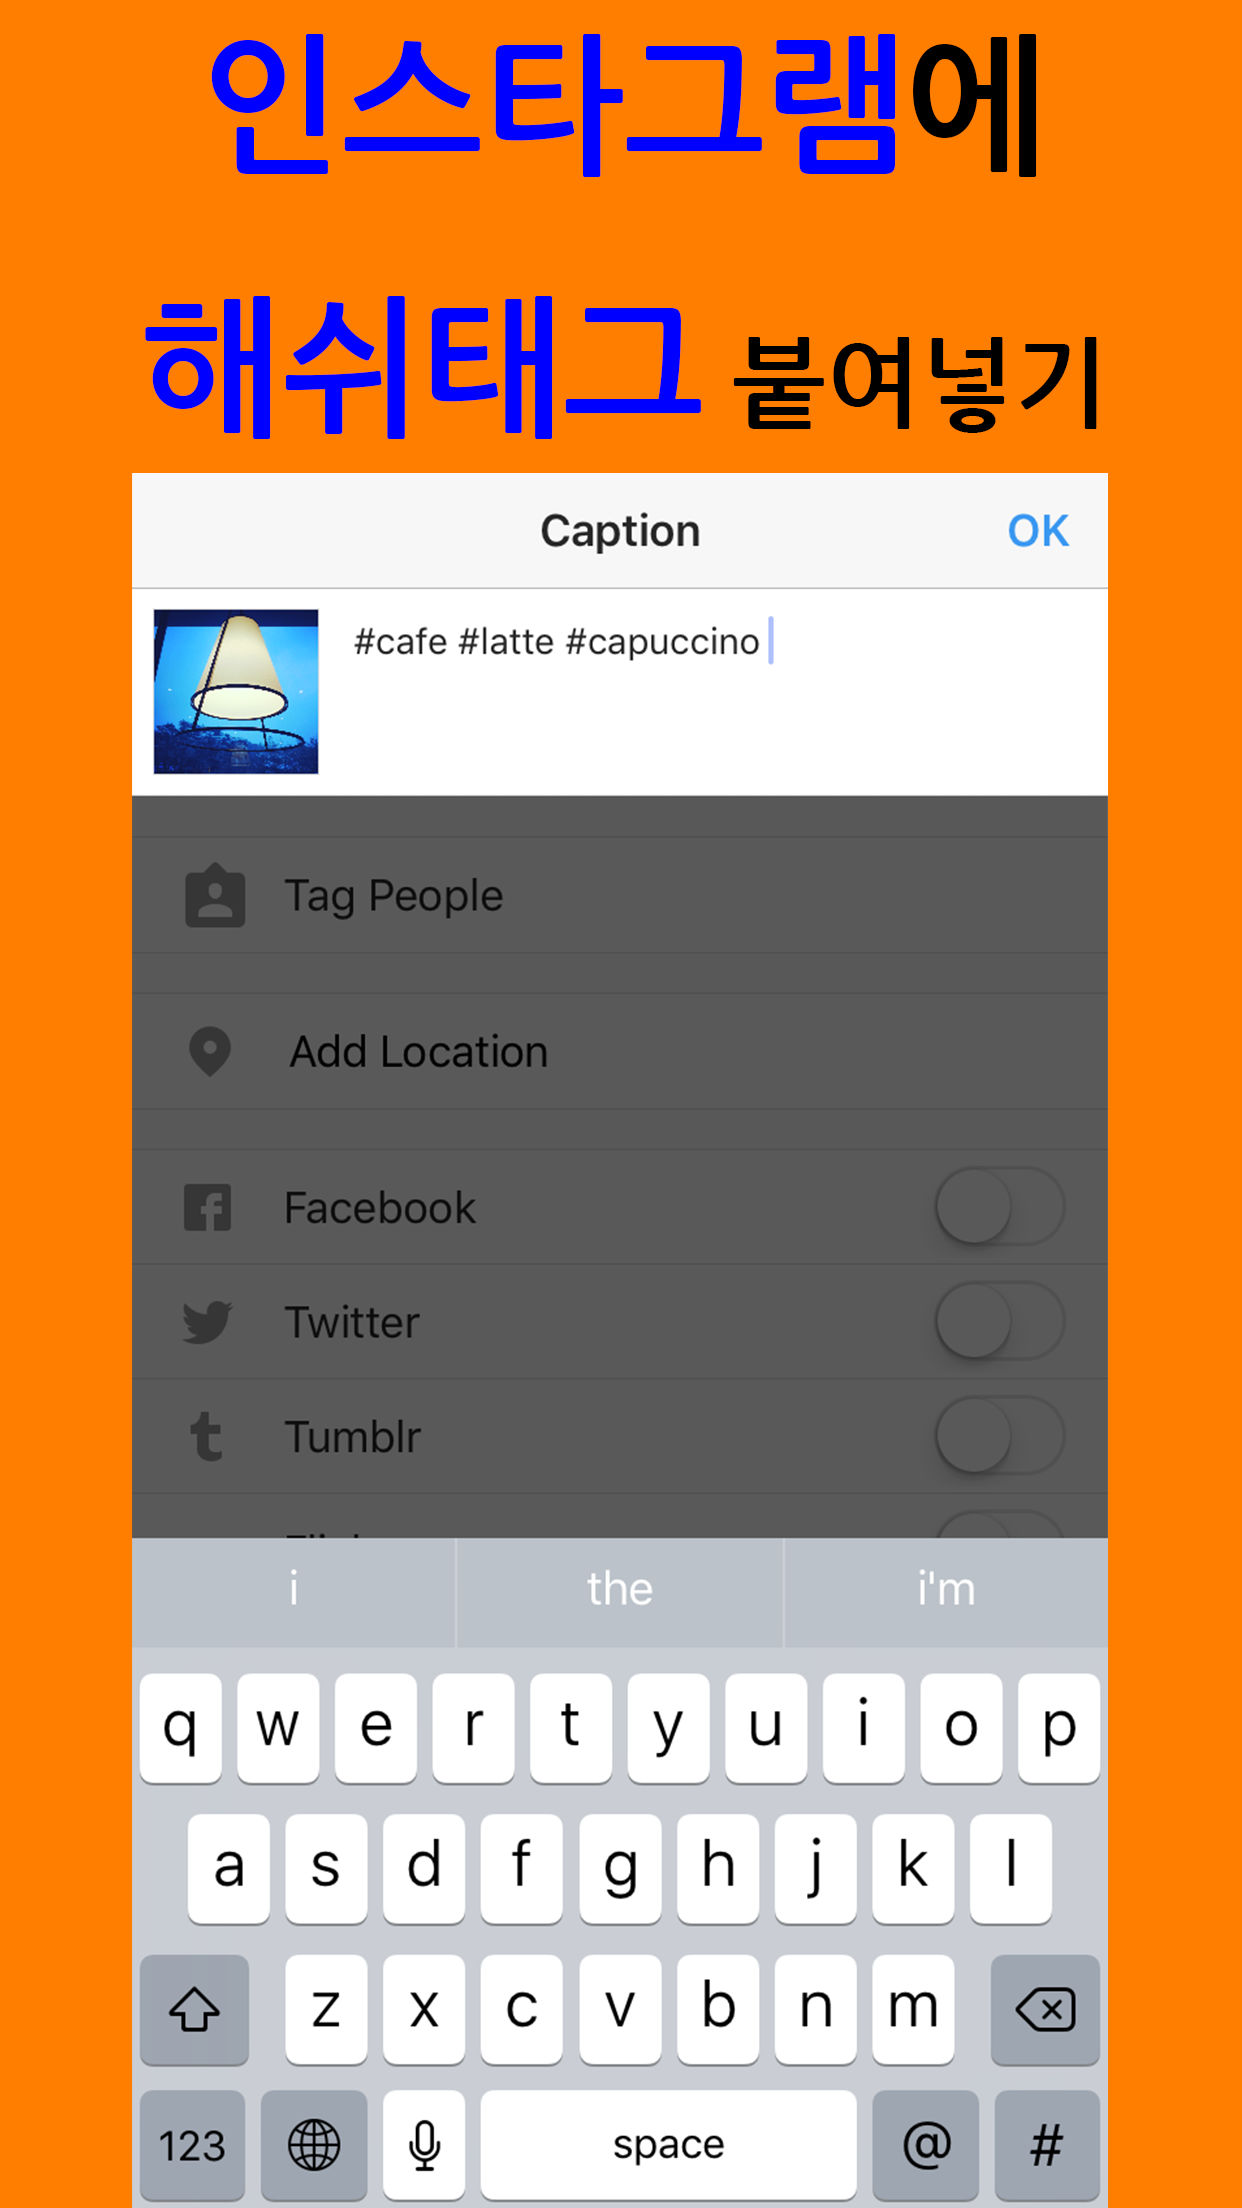 인스타그램에
해쉬태그 붙여넣기
Caption OK
#cafe #latte #capuccino
Tag People
Add Location
Facebook
Twitter
Tumblr
i the i'm
q w e r t y u i o p
a s d f g h j k l
z x c v b n m
123 space @ #